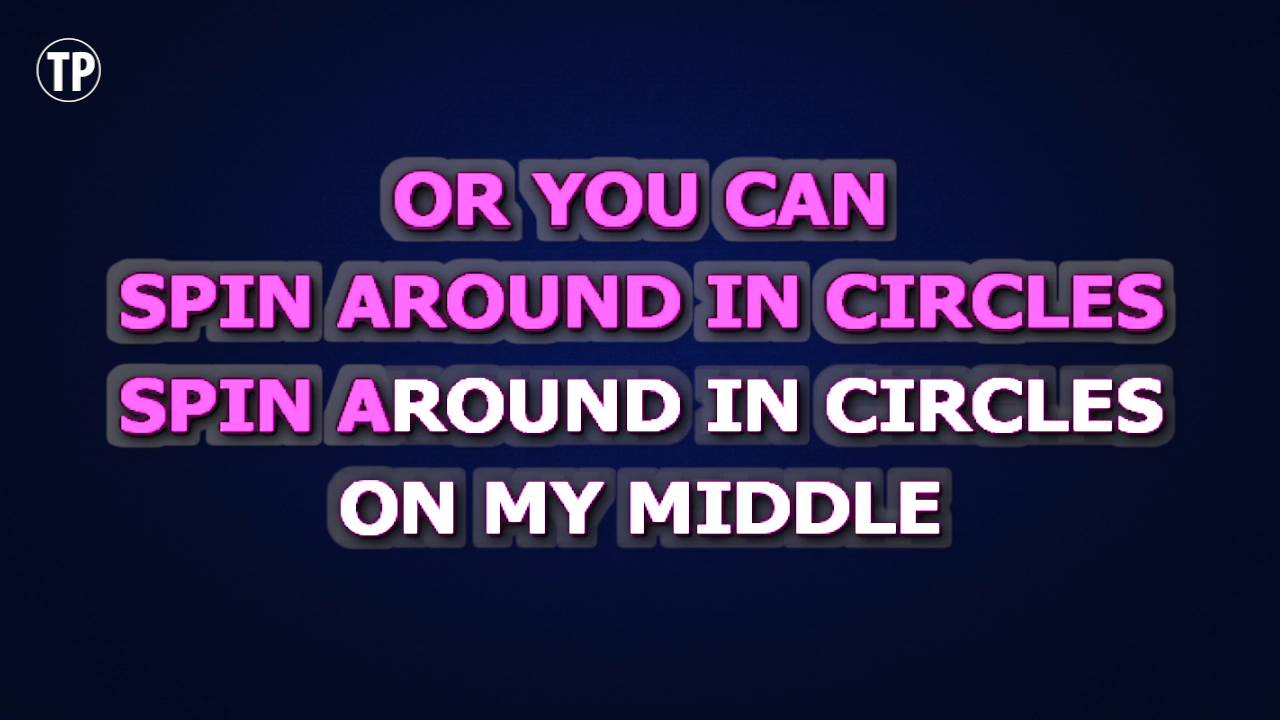 TP
OR YOU CAN
SPIN AROUND IN CIRCLES
SPIN AROUND IN CIRCLES
ON MY MIDDLE